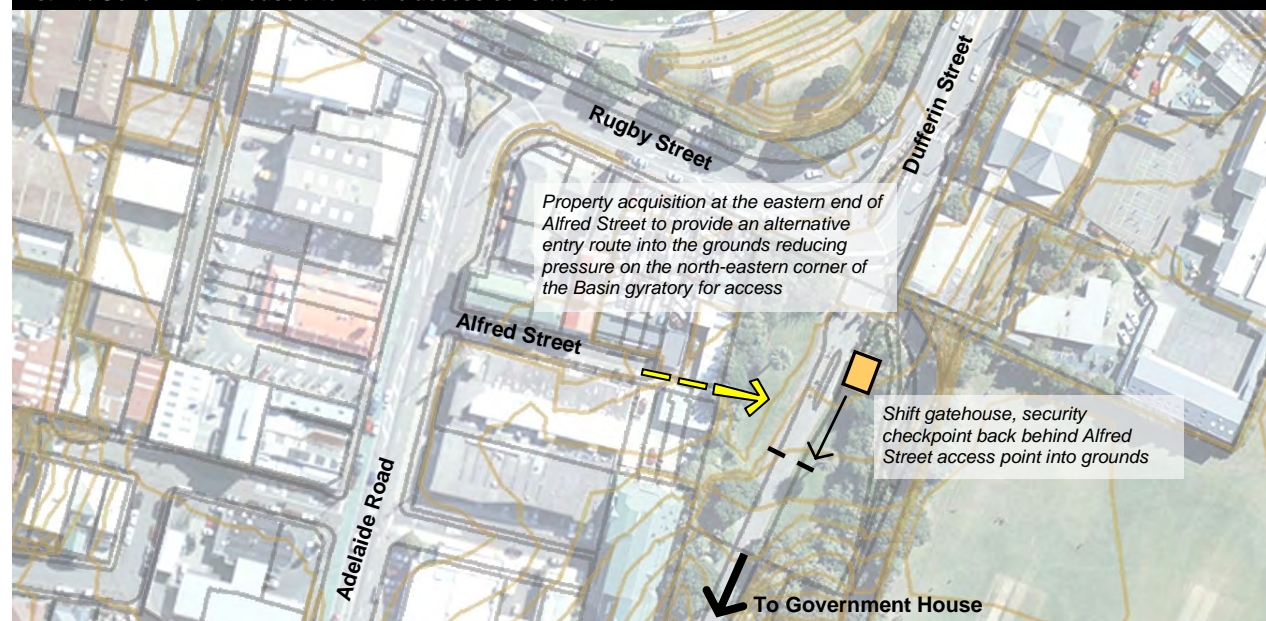 Rugby Street
Dufferin Street
Property acquisition at the eastern end of
Alfred Street to provide an alternative
entry route into the grounds reducing
pressure on the north-eastern corner of
the Basin gyratory for access
Alfred Street
Shift gatehouse, security
checkpoint back behind Alfred
Street access point into grounds
Adelaide Road
To Government House